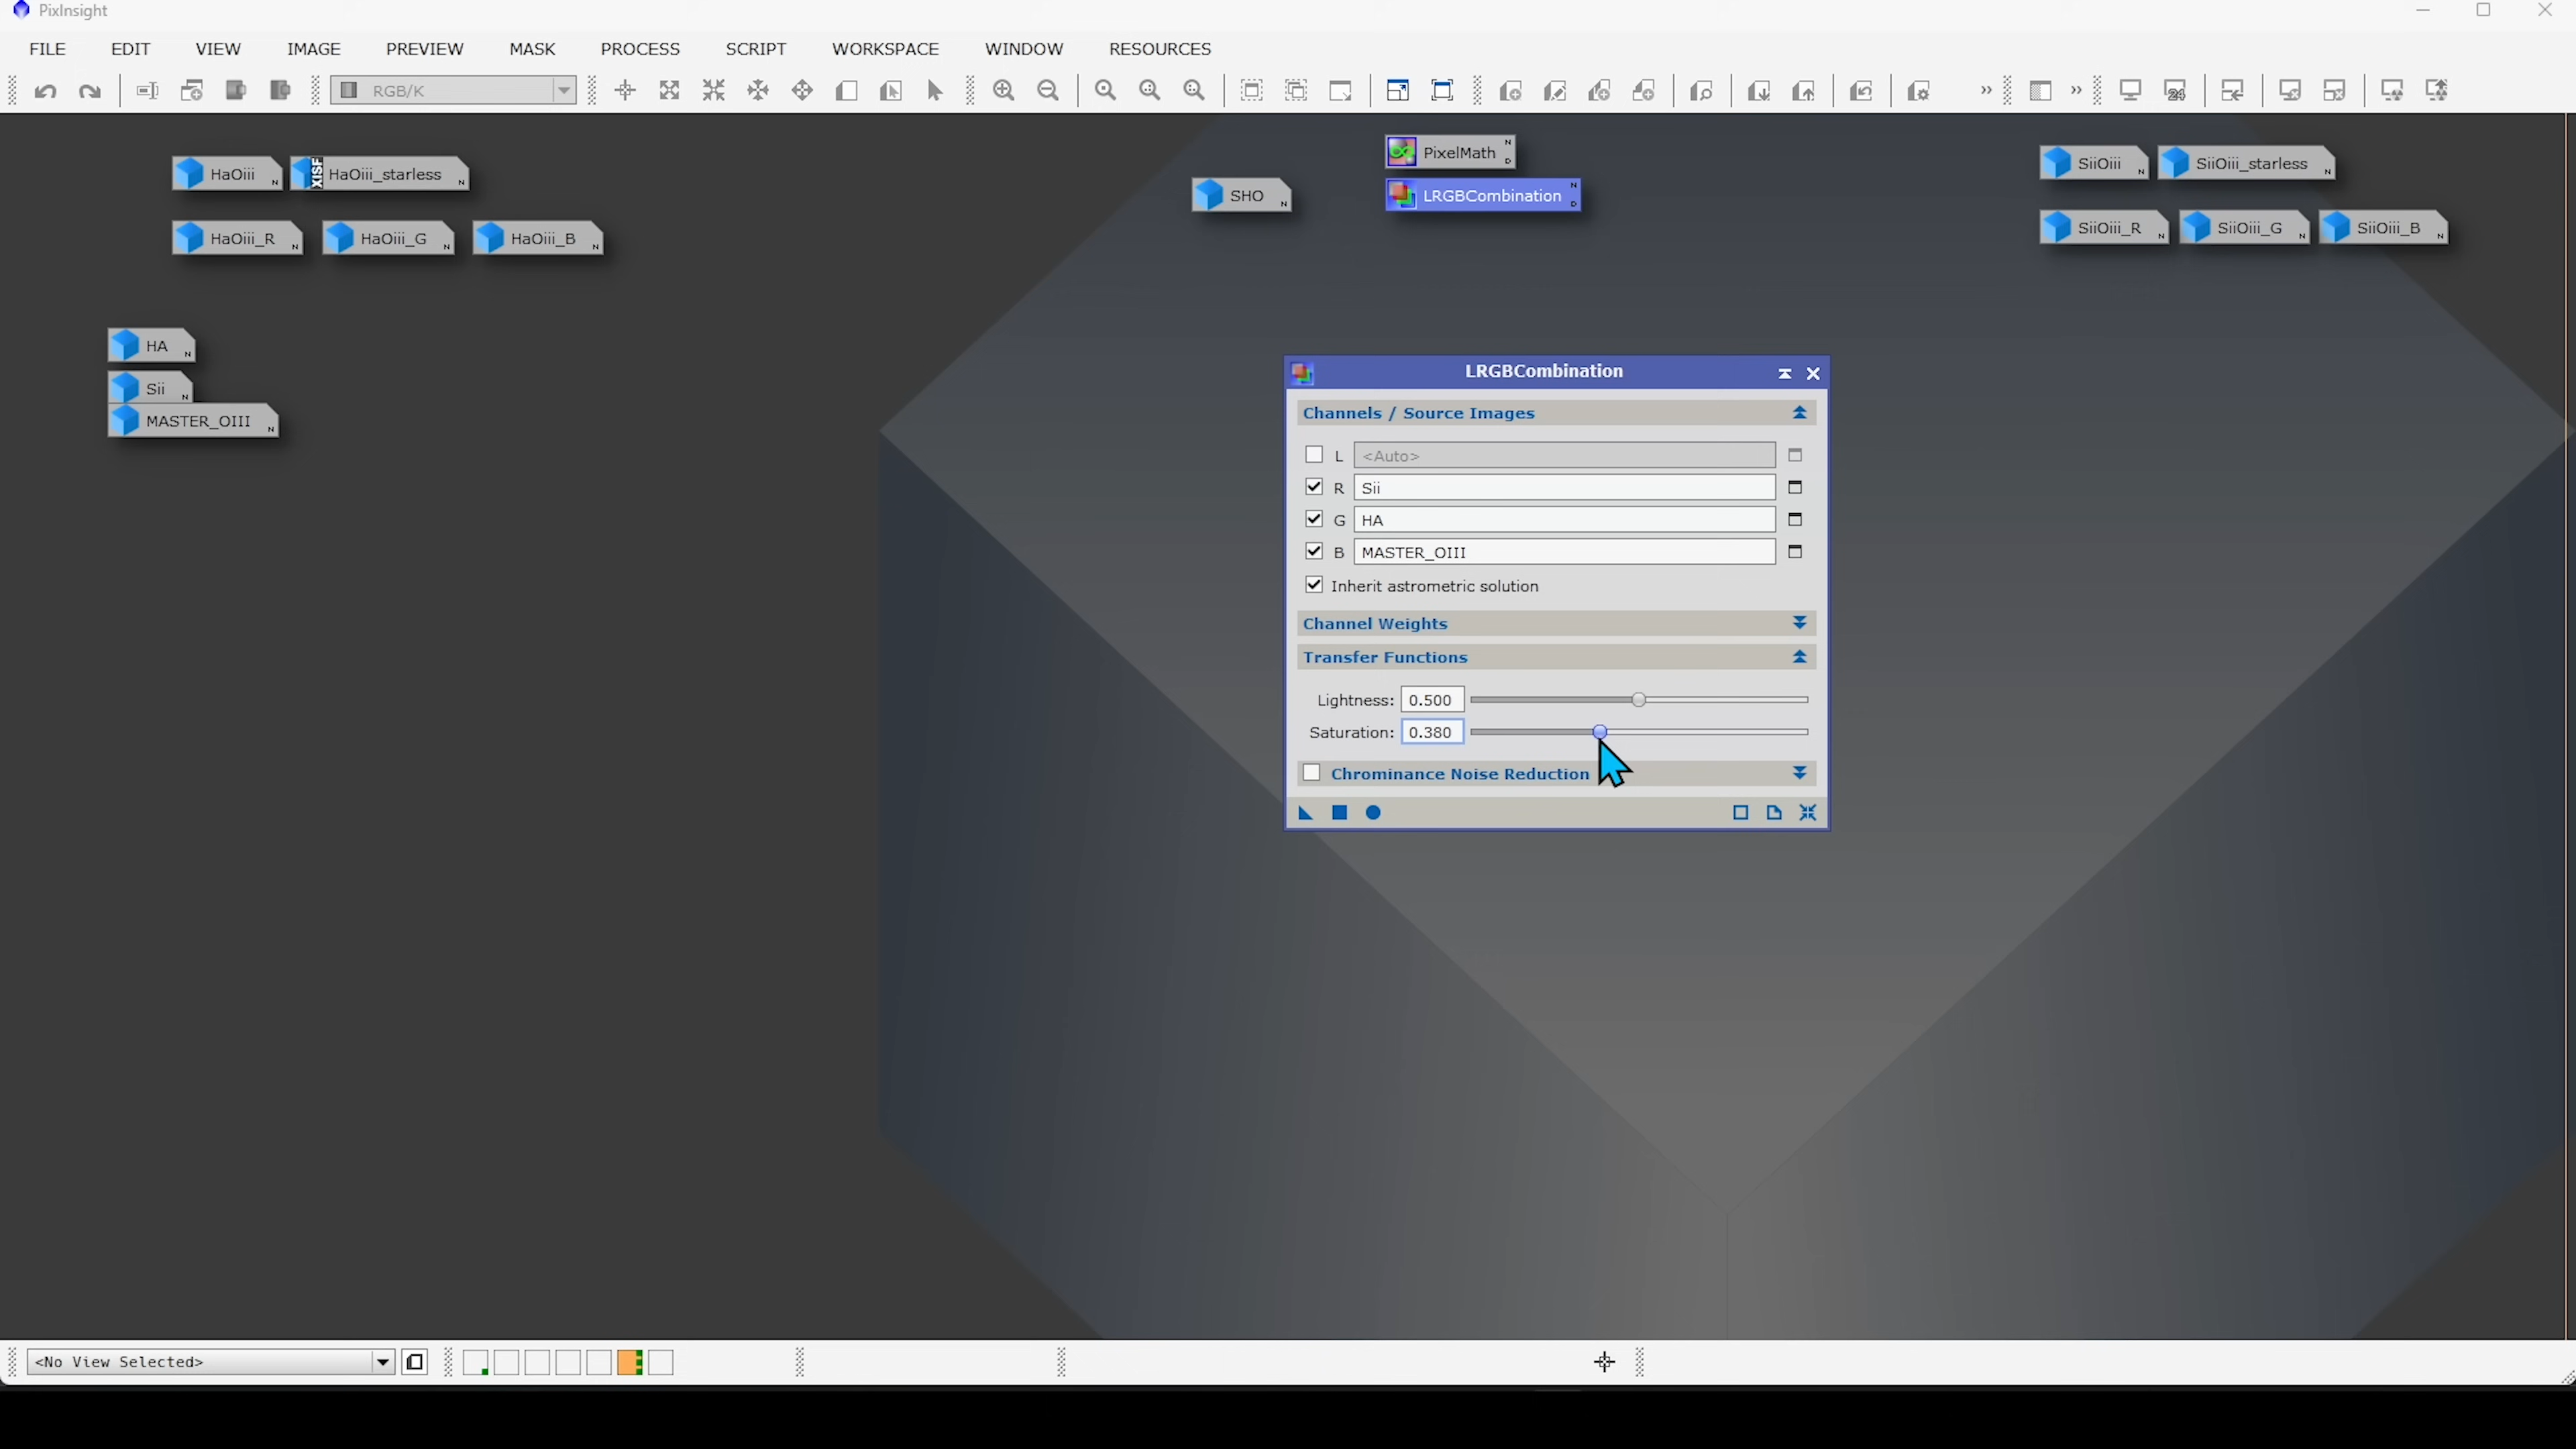 PixInsight
FILE EDIT VIEW IMAGE PREVIEW MASK PROCESS SCRIPT WORKSPACE WINDOW RESOURCES
RGB/K
24
HaOiii
XISF
HaOiii_starless
HaOiii_R
HaOiii_G
HaOiii_B
HA
Sii
MASTER_OIII
SHO
PixelMath
LRGBCombination
SiiOiii
SiiOiii_starless
SiiOiii_R
SiiOiii_G
SiiOiii_B
LRGBCombination
Channels / Source Images
L <Auto>
R Sii
G HA
B MASTER_OIII
Inherit astrometric solution
Channel Weights
Transfer Functions
Lightness: 0.500
Saturation: 0.380
Chrominance Noise Reduction
<No View Selected>